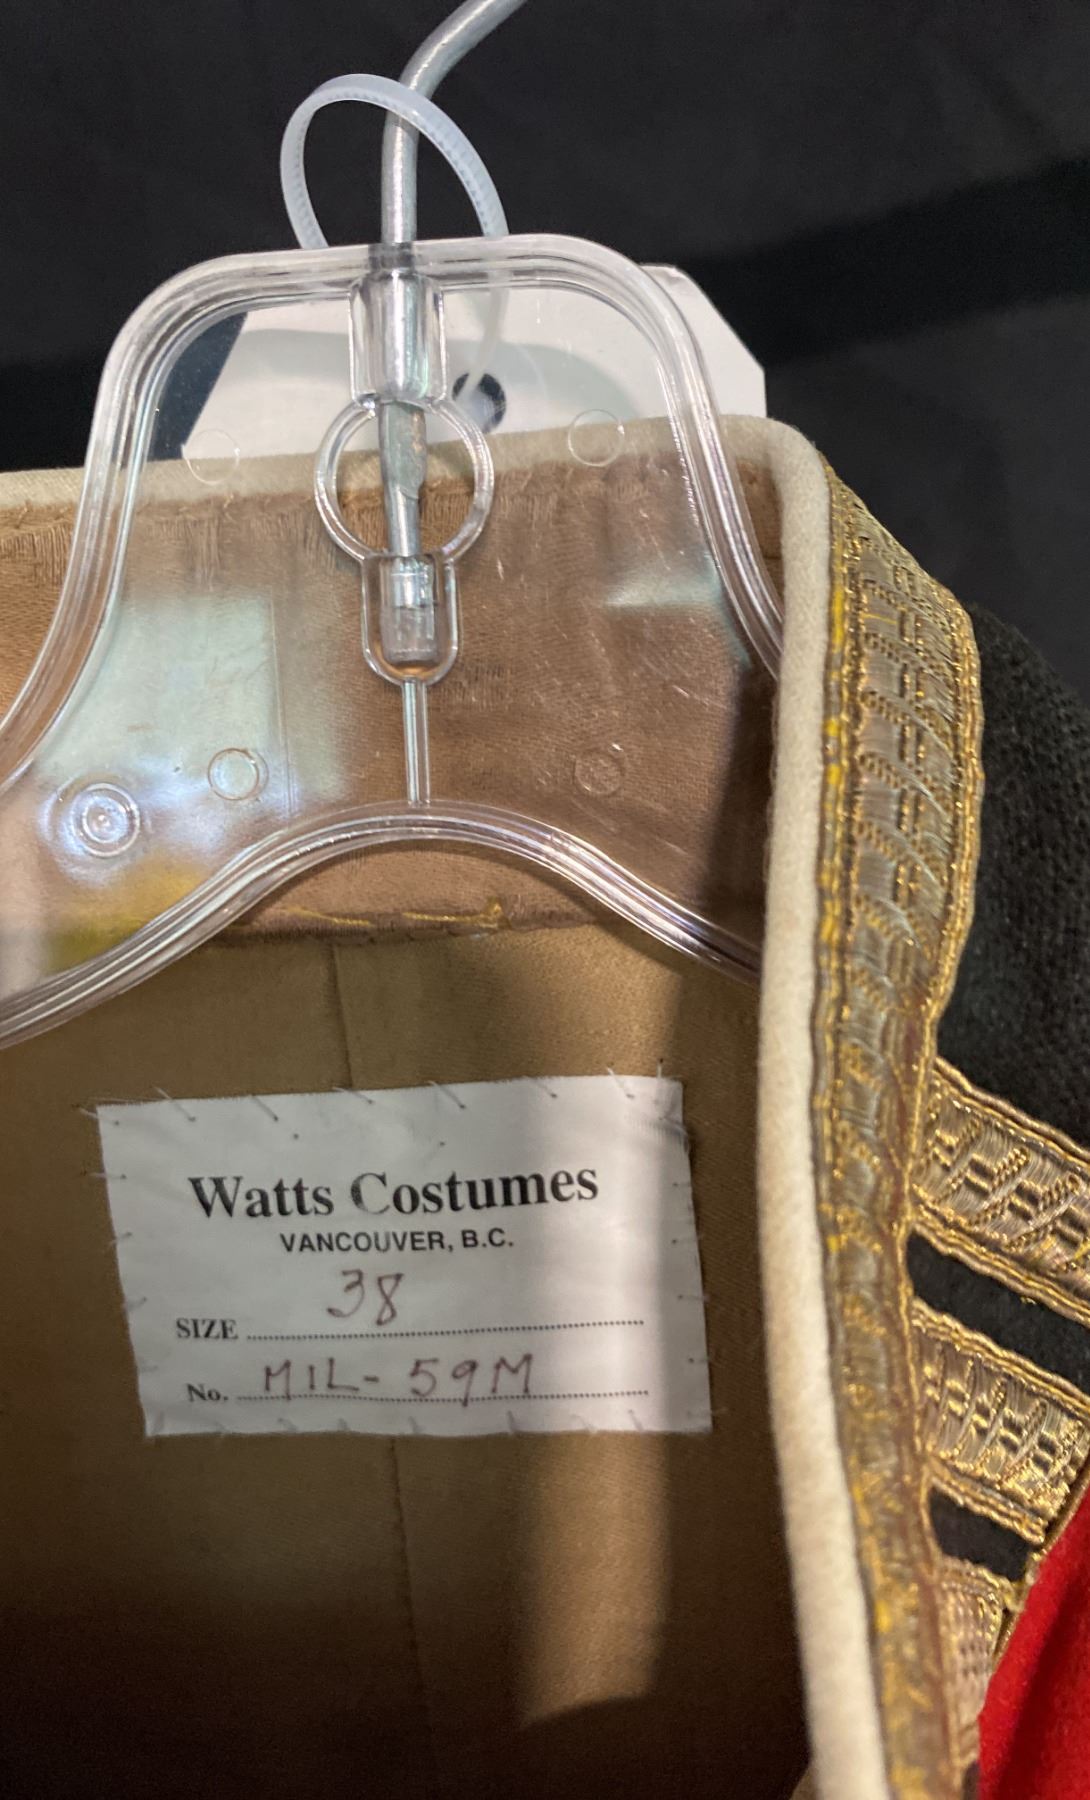 Watts Costumes
VANCOUVER, B.C.
38
SIZE
No. MIL- 59M